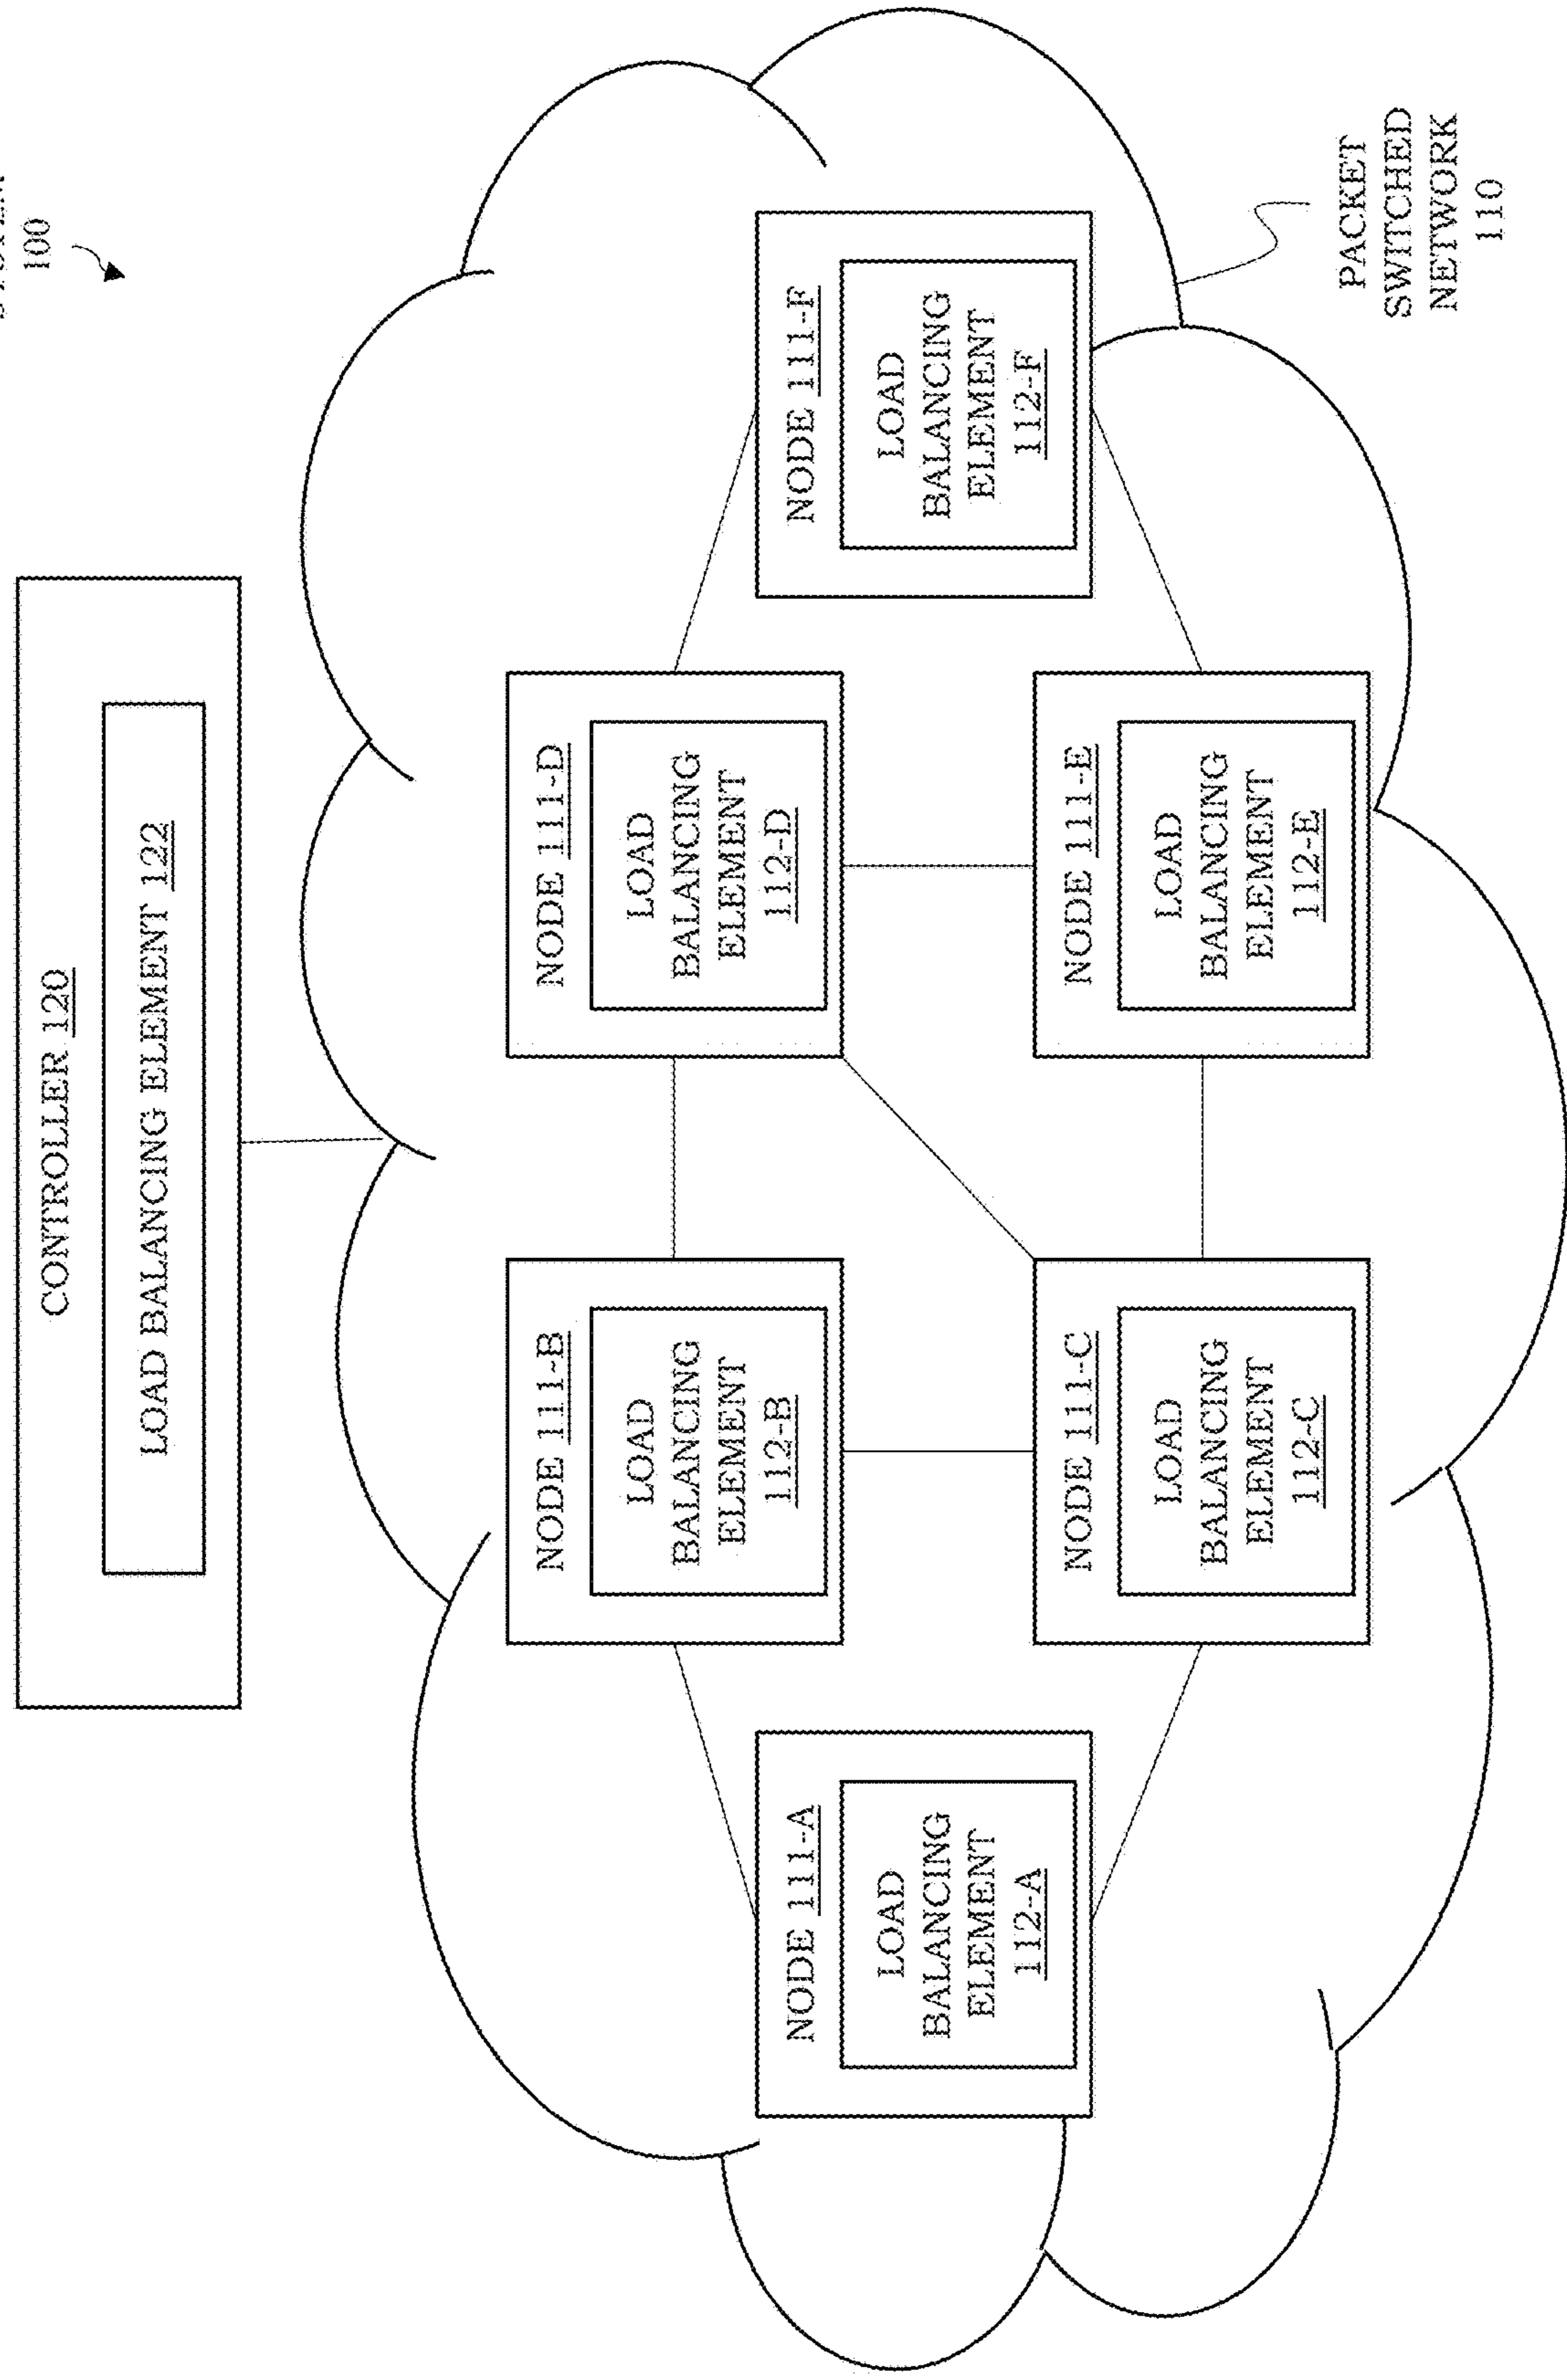 100
CONTROLLER 120
LOAD BALANCING ELEMENT 122
NODE 111-B
LOAD
BALANCING
ELEMENT
112-B
NODE 111-D
LOAD
BALANCING
ELEMENT
112-D
NODE 111-A
LOAD
BALANCING
ELEMENT
112-A
NODE 111-F
LOAD
BALANCING
ELEMENT
112-F
NODE 111-C
LOAD
BALANCING
ELEMENT
112-C
NODE 111-E
LOAD
BALANCING
ELEMENT
112-E
PACKET
SWITCHED
NETWORK
110